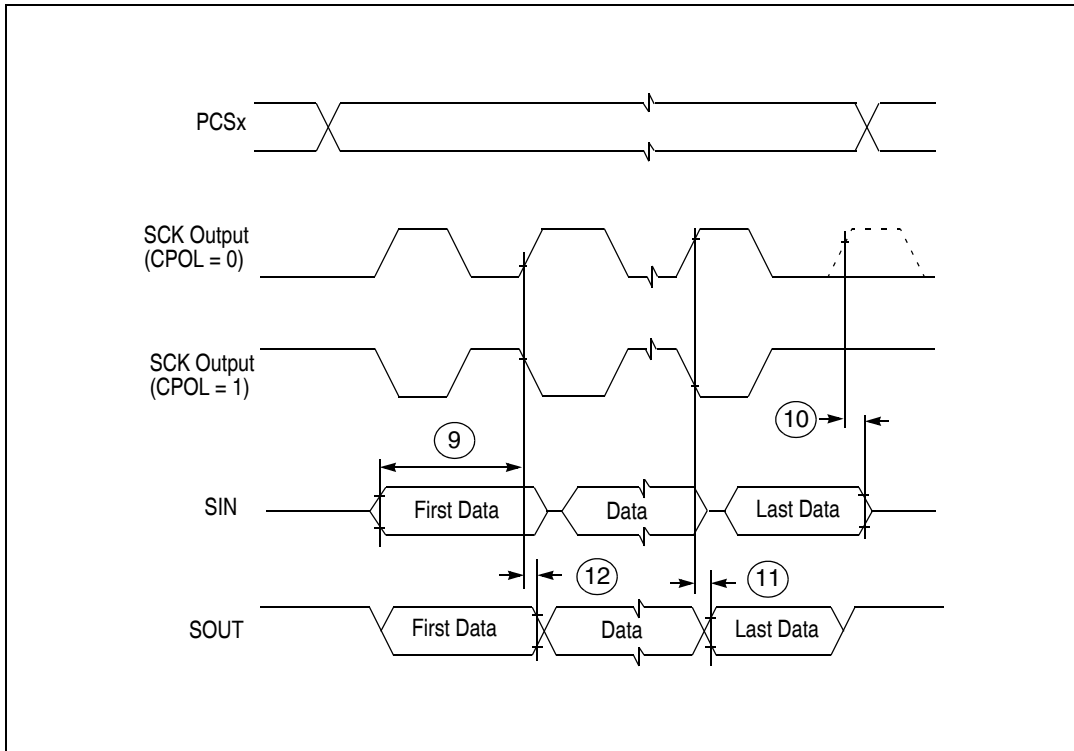 PCSx
SCK Output
(CPOL = 0)
SCK Output
(CPOL = 1)
10
9
SIN
First Data
Data
Last Data
12
11
SOUT
First Data
Data
Last Data